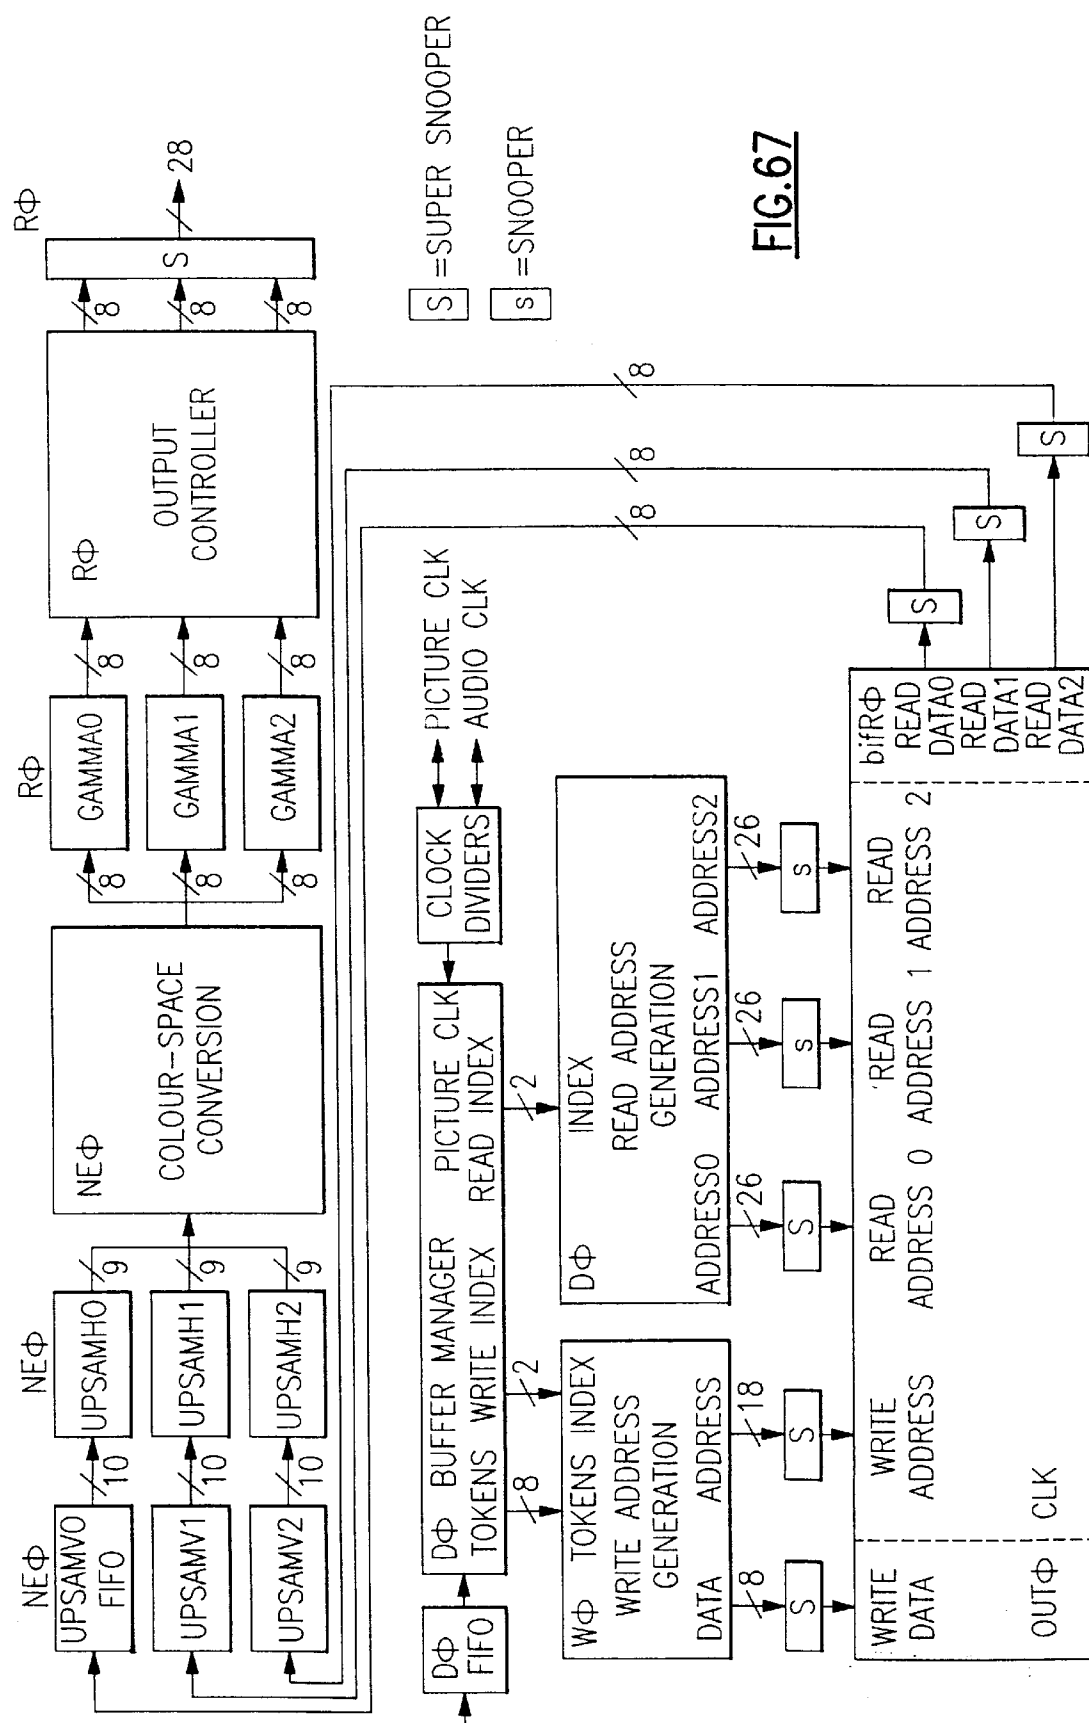 NEΦ
UPSAMV0
FIFO
UPSAMV1
UPSAMV2
10
10
10
NEΦ
UPSAMH0
UPSAMH1
UPSAMH2
9
9
9
NEΦ
COLOUR-SPACE
CONVERSION
8
8
8
RΦ
GAMMA0
GAMMA1
GAMMA2
8
8
8
RΦ
OUTPUT
CONTROLLER
8
8
8
RΦ
S
28
DΦ
FIFO
DΦ BUFFER MANAGER PICTURE CLK
TOKENS WRITE INDEX READ INDEX
CLOCK
DIVIDERS
PICTURE CLK
AUDIO CLK
S =SUPER SNOOPER
s =SNOOPER
8
2
2
8
8
8
WΦ TOKENS INDEX
WRITE ADDRESS
GENERATION
DATA ADDRESS
DΦ INDEX
READ ADDRESS
GENERATION
ADDRESS0 ADDRESS1 ADDRESS2
8
18
26
26
26
S
S
S
s
s
S
S
S
WRITE
DATA
OUTΦ
WRITE
ADDRESS
CLK
READ READ READ
ADDRESS 0 ADDRESS 1 ADDRESS 2
bifRΦ
READ
DATA0
READ
DATA1
READ
DATA2
FIG.67